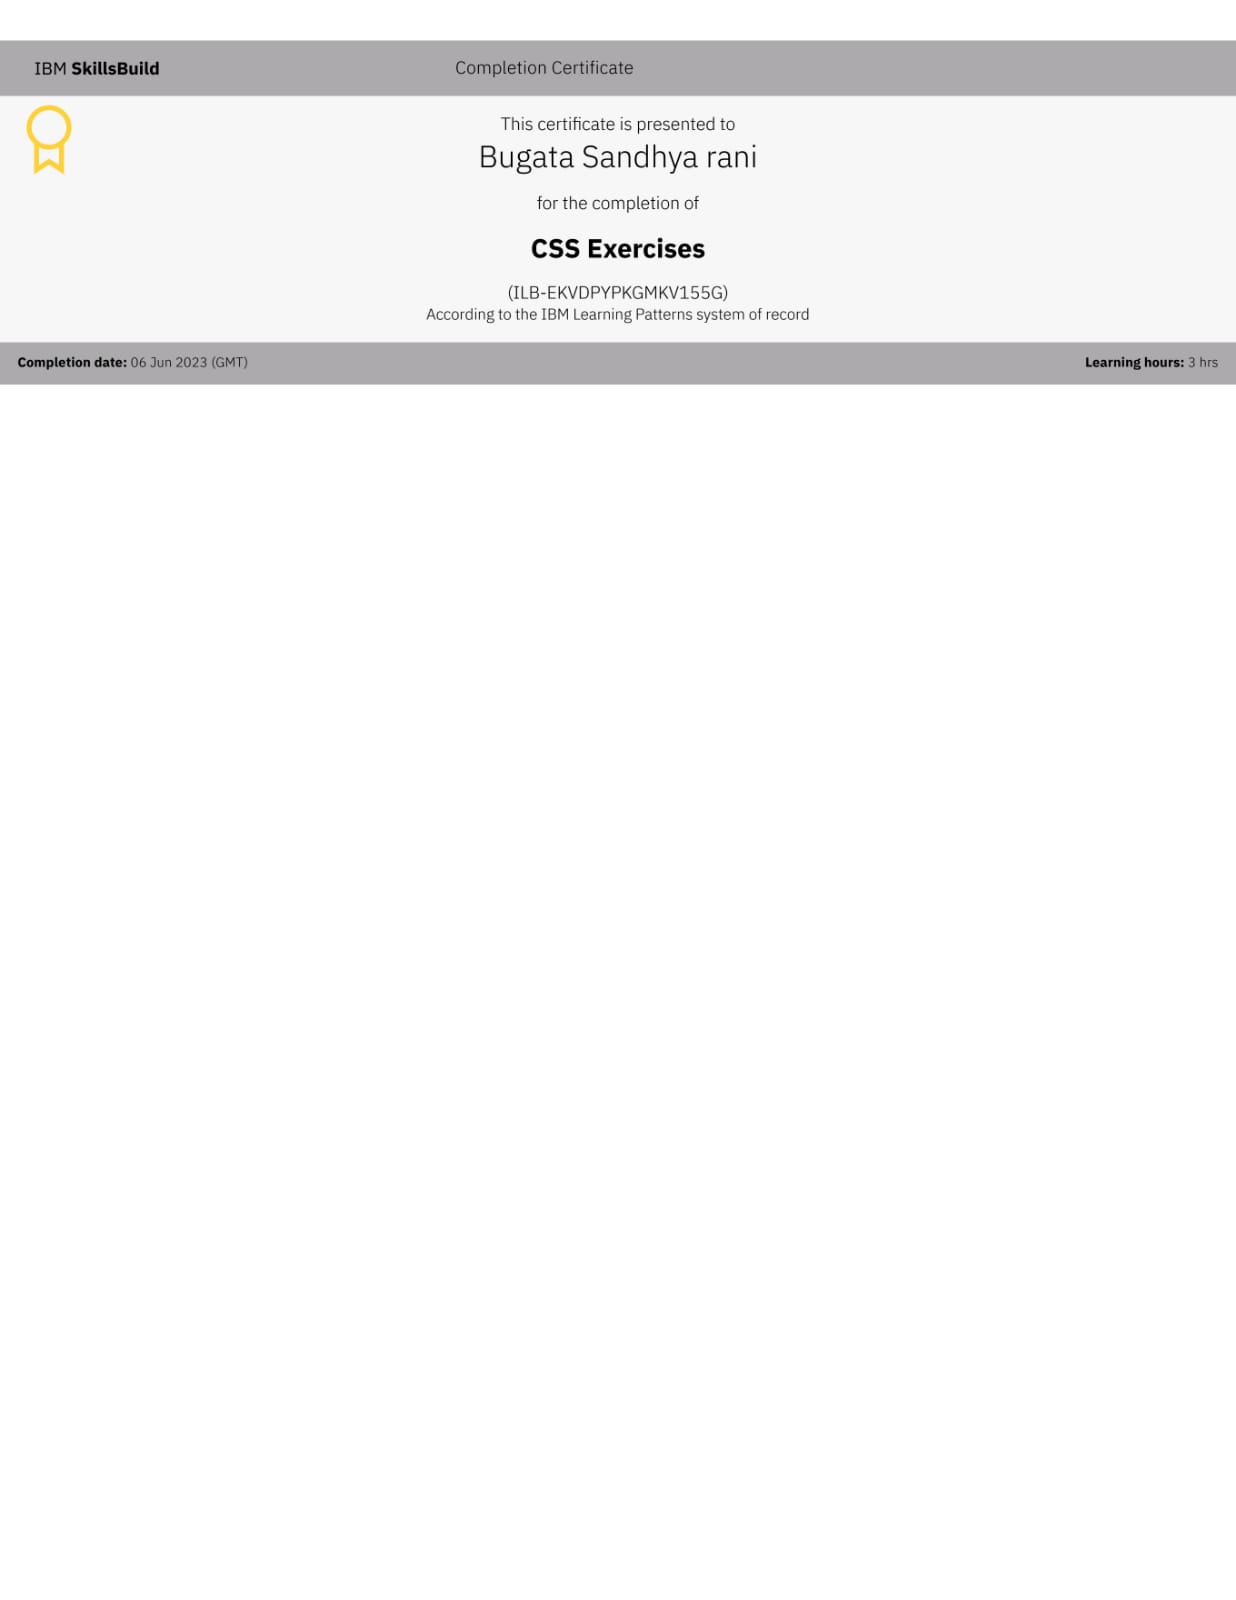 IBM SkillsBuild
Completion Certificate
This certificate is presented to
Bugata Sandhya rani
for the completion of
CSS Exercises
(ILB-EKVDPYPKGMKV155G)
According to the IBM Learning Patterns system of record
Completion date: 06 Jun 2023 (GMT)
Learning hours: 3 hrs